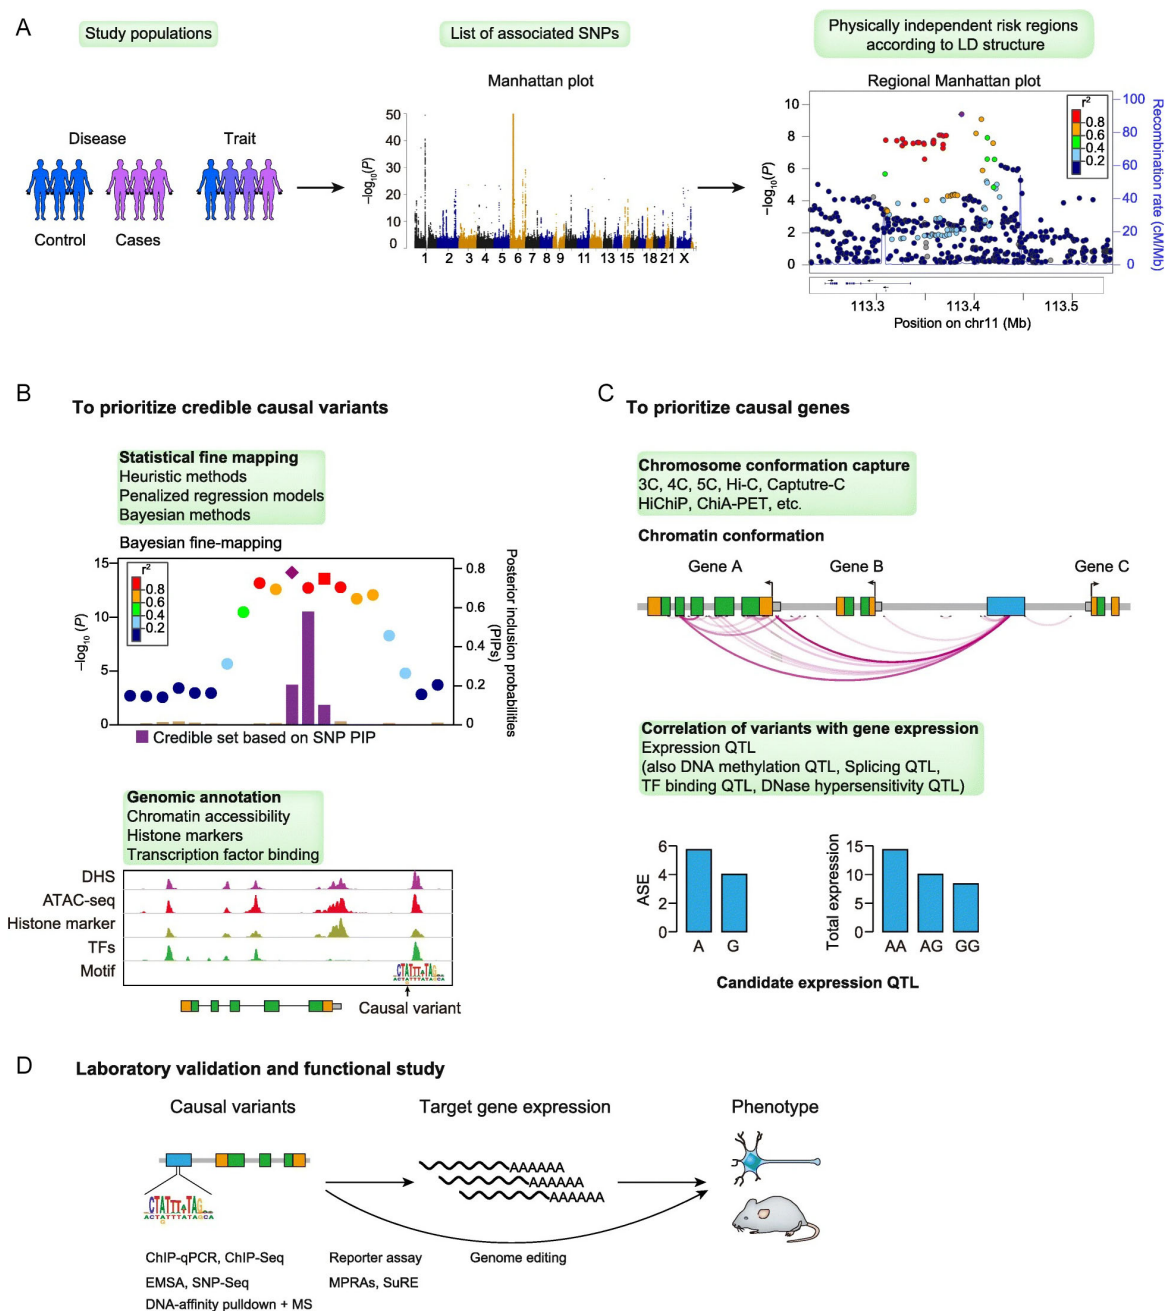 A
Study populations
List of associated SNPs
Physically independent risk regions
according to LD structure
Disease
Trait
Control
Cases
Manhattan plot
−log₁₀(P)
50
40
30
20
10
0
1 2 3 4 5 6 7 8 9 11 13 15 18 21 X
Regional Manhattan plot
−log₁₀(P)
10
8
6
4
2
0
r²
0.8
0.6
0.4
0.2
100
80
60
40
20
0
Recombination rate (cM/Mb)
113.3 113.4 113.5
Position on chr11 (Mb)
B
To prioritize credible causal variants
Statistical fine mapping
Heuristic methods
Penalized regression models
Bayesian methods
Bayesian fine-mapping
−log₁₀ (P)
15
10
5
0
r²
0.8
0.6
0.4
0.2
0.8
0.6
0.4
0.2
0
Posterior inclusion probabilities
(PIPs)
Credible set based on SNP PIP
Genomic annotation
Chromatin accessibility
Histone markers
Transcription factor binding
DHS
ATAC-seq
Histone marker
TFs
Motif
Causal variant
C
To prioritize causal genes
Chromosome conformation capture
3C, 4C, 5C, Hi-C, Captutre-C
HiChiP, ChiA-PET, etc.
Chromatin conformation
Gene A
Gene B
Gene C
Correlation of variants with gene expression
Expression QTL
(also DNA methylation QTL, Splicing QTL,
TF binding QTL, DNase hypersensitivity QTL)
ASE
6
4
2
0
A G
Total expression
15
10
5
0
AA AG GG
Candidate expression QTL
D
Laboratory validation and functional study
Causal variants
Target gene expression
Phenotype
AAAAAA
AAAAAA
AAAAAA
ACTATTTATAGCA
ChIP-qPCR, ChIP-Seq
EMSA, SNP-Seq
DNA-affinity pulldown + MS
Reporter assay
MPRAs, SuRE
Genome editing